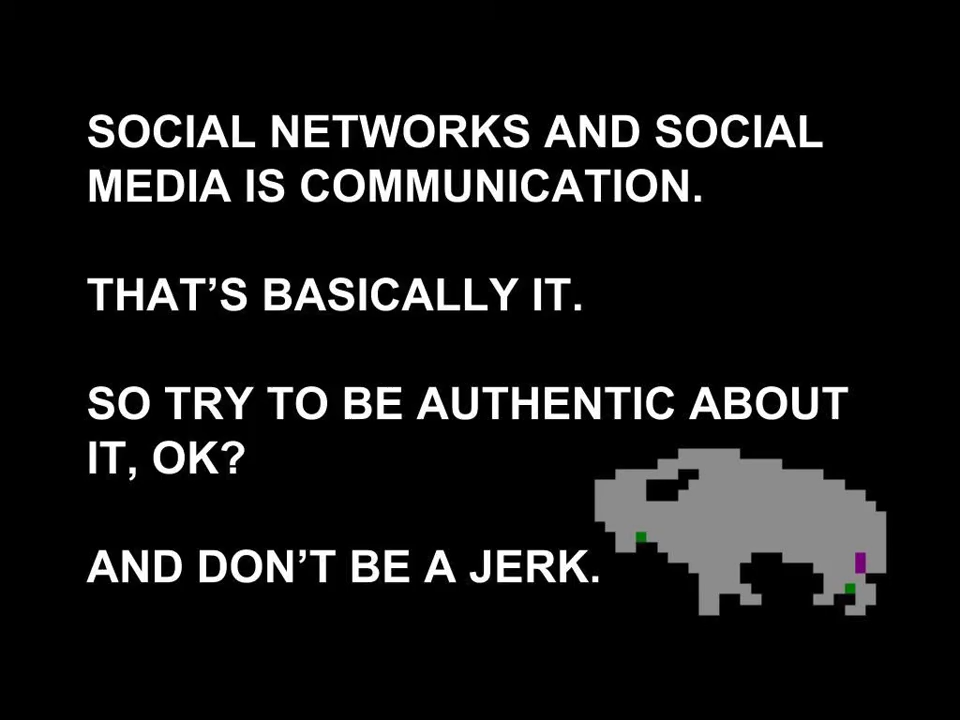 SOCIAL NETWORKS AND SOCIAL
MEDIA IS COMMUNICATION.
THAT’S BASICALLY IT.
SO TRY TO BE AUTHENTIC ABOUT
IT, OK?
AND DON’T BE A JERK.